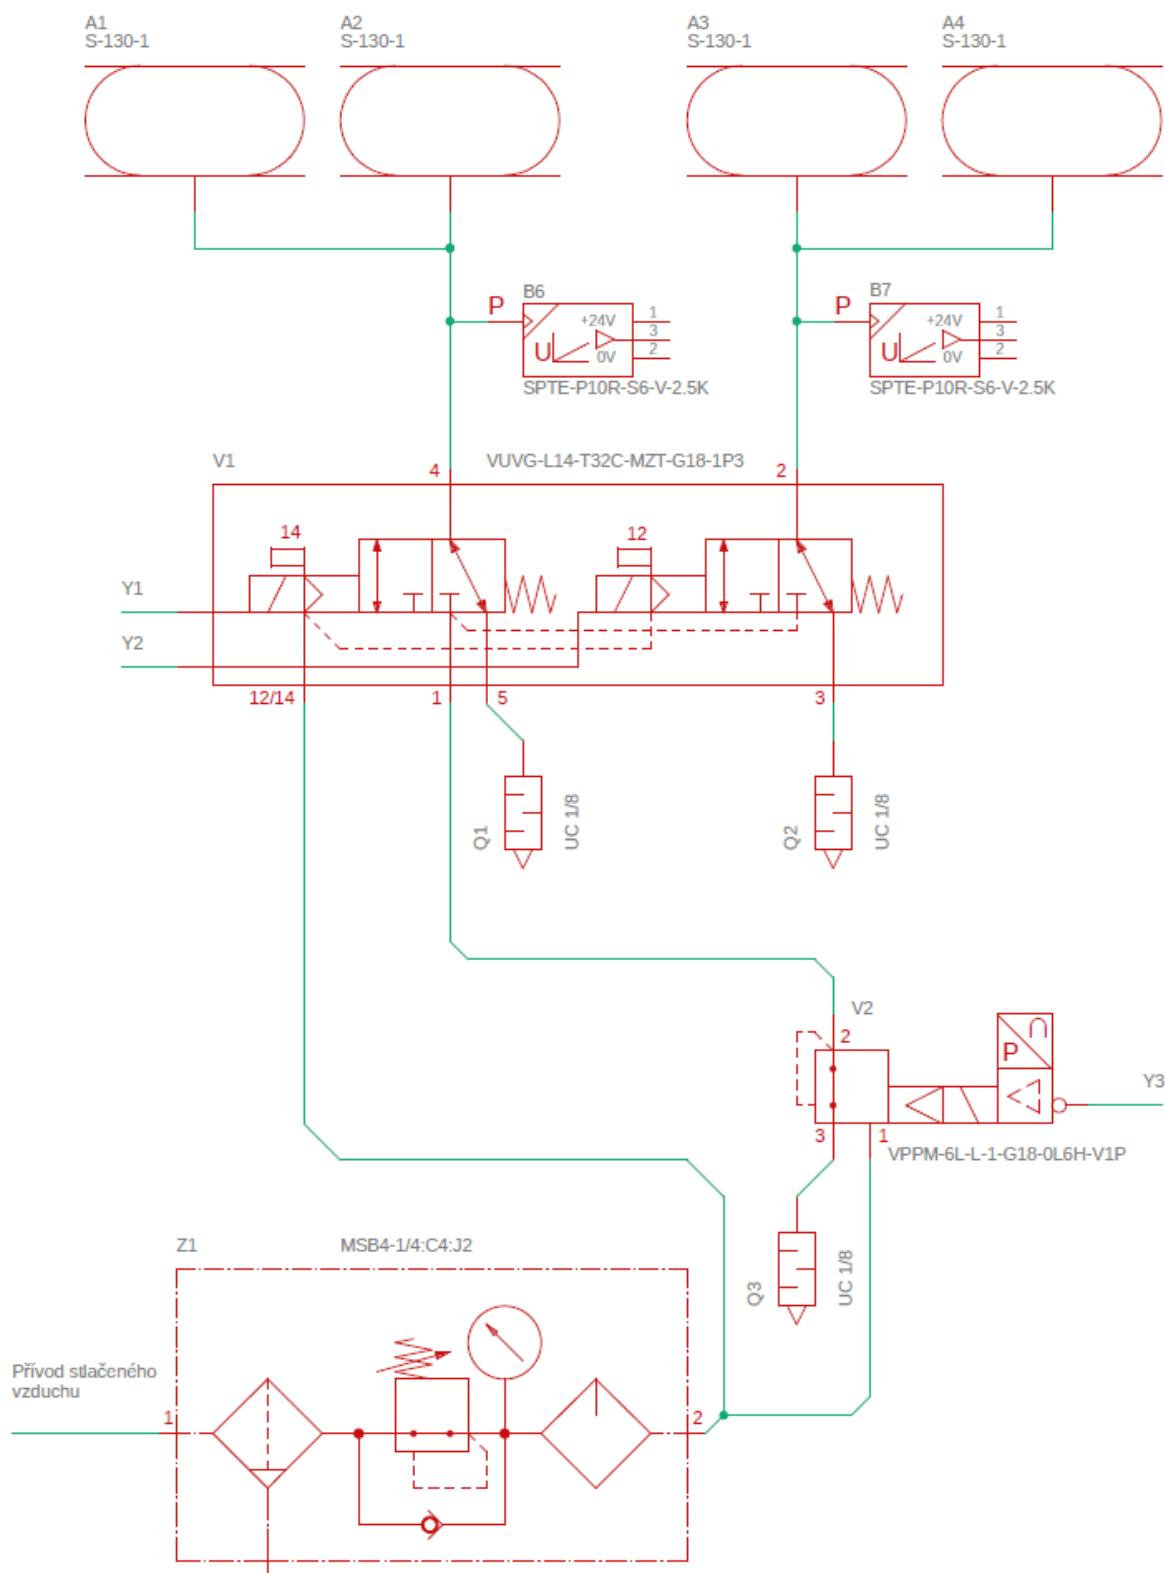 A1
S-130-1
A2
S-130-1
A3
S-130-1
A4
S-130-1
P
B6
+24V
0V
U
1
3
2
SPTE-P10R-S6-V-2.5K
P
B7
+24V
0V
U
1
3
2
SPTE-P10R-S6-V-2.5K
V1
4
VUVG-L14-T32C-MZT-G18-1P3
2
14
12
Y1
Y2
12/14
1
5
3
Q1
UC 1/8
Q2
UC 1/8
V2
2
P
Y3
3
1
VPPM-6L-L-1-G18-0L6H-V1P
Q3
UC 1/8
Z1
MSB4-1/4:C4:J2
Přívod stlačeného
vzduchu
1
2